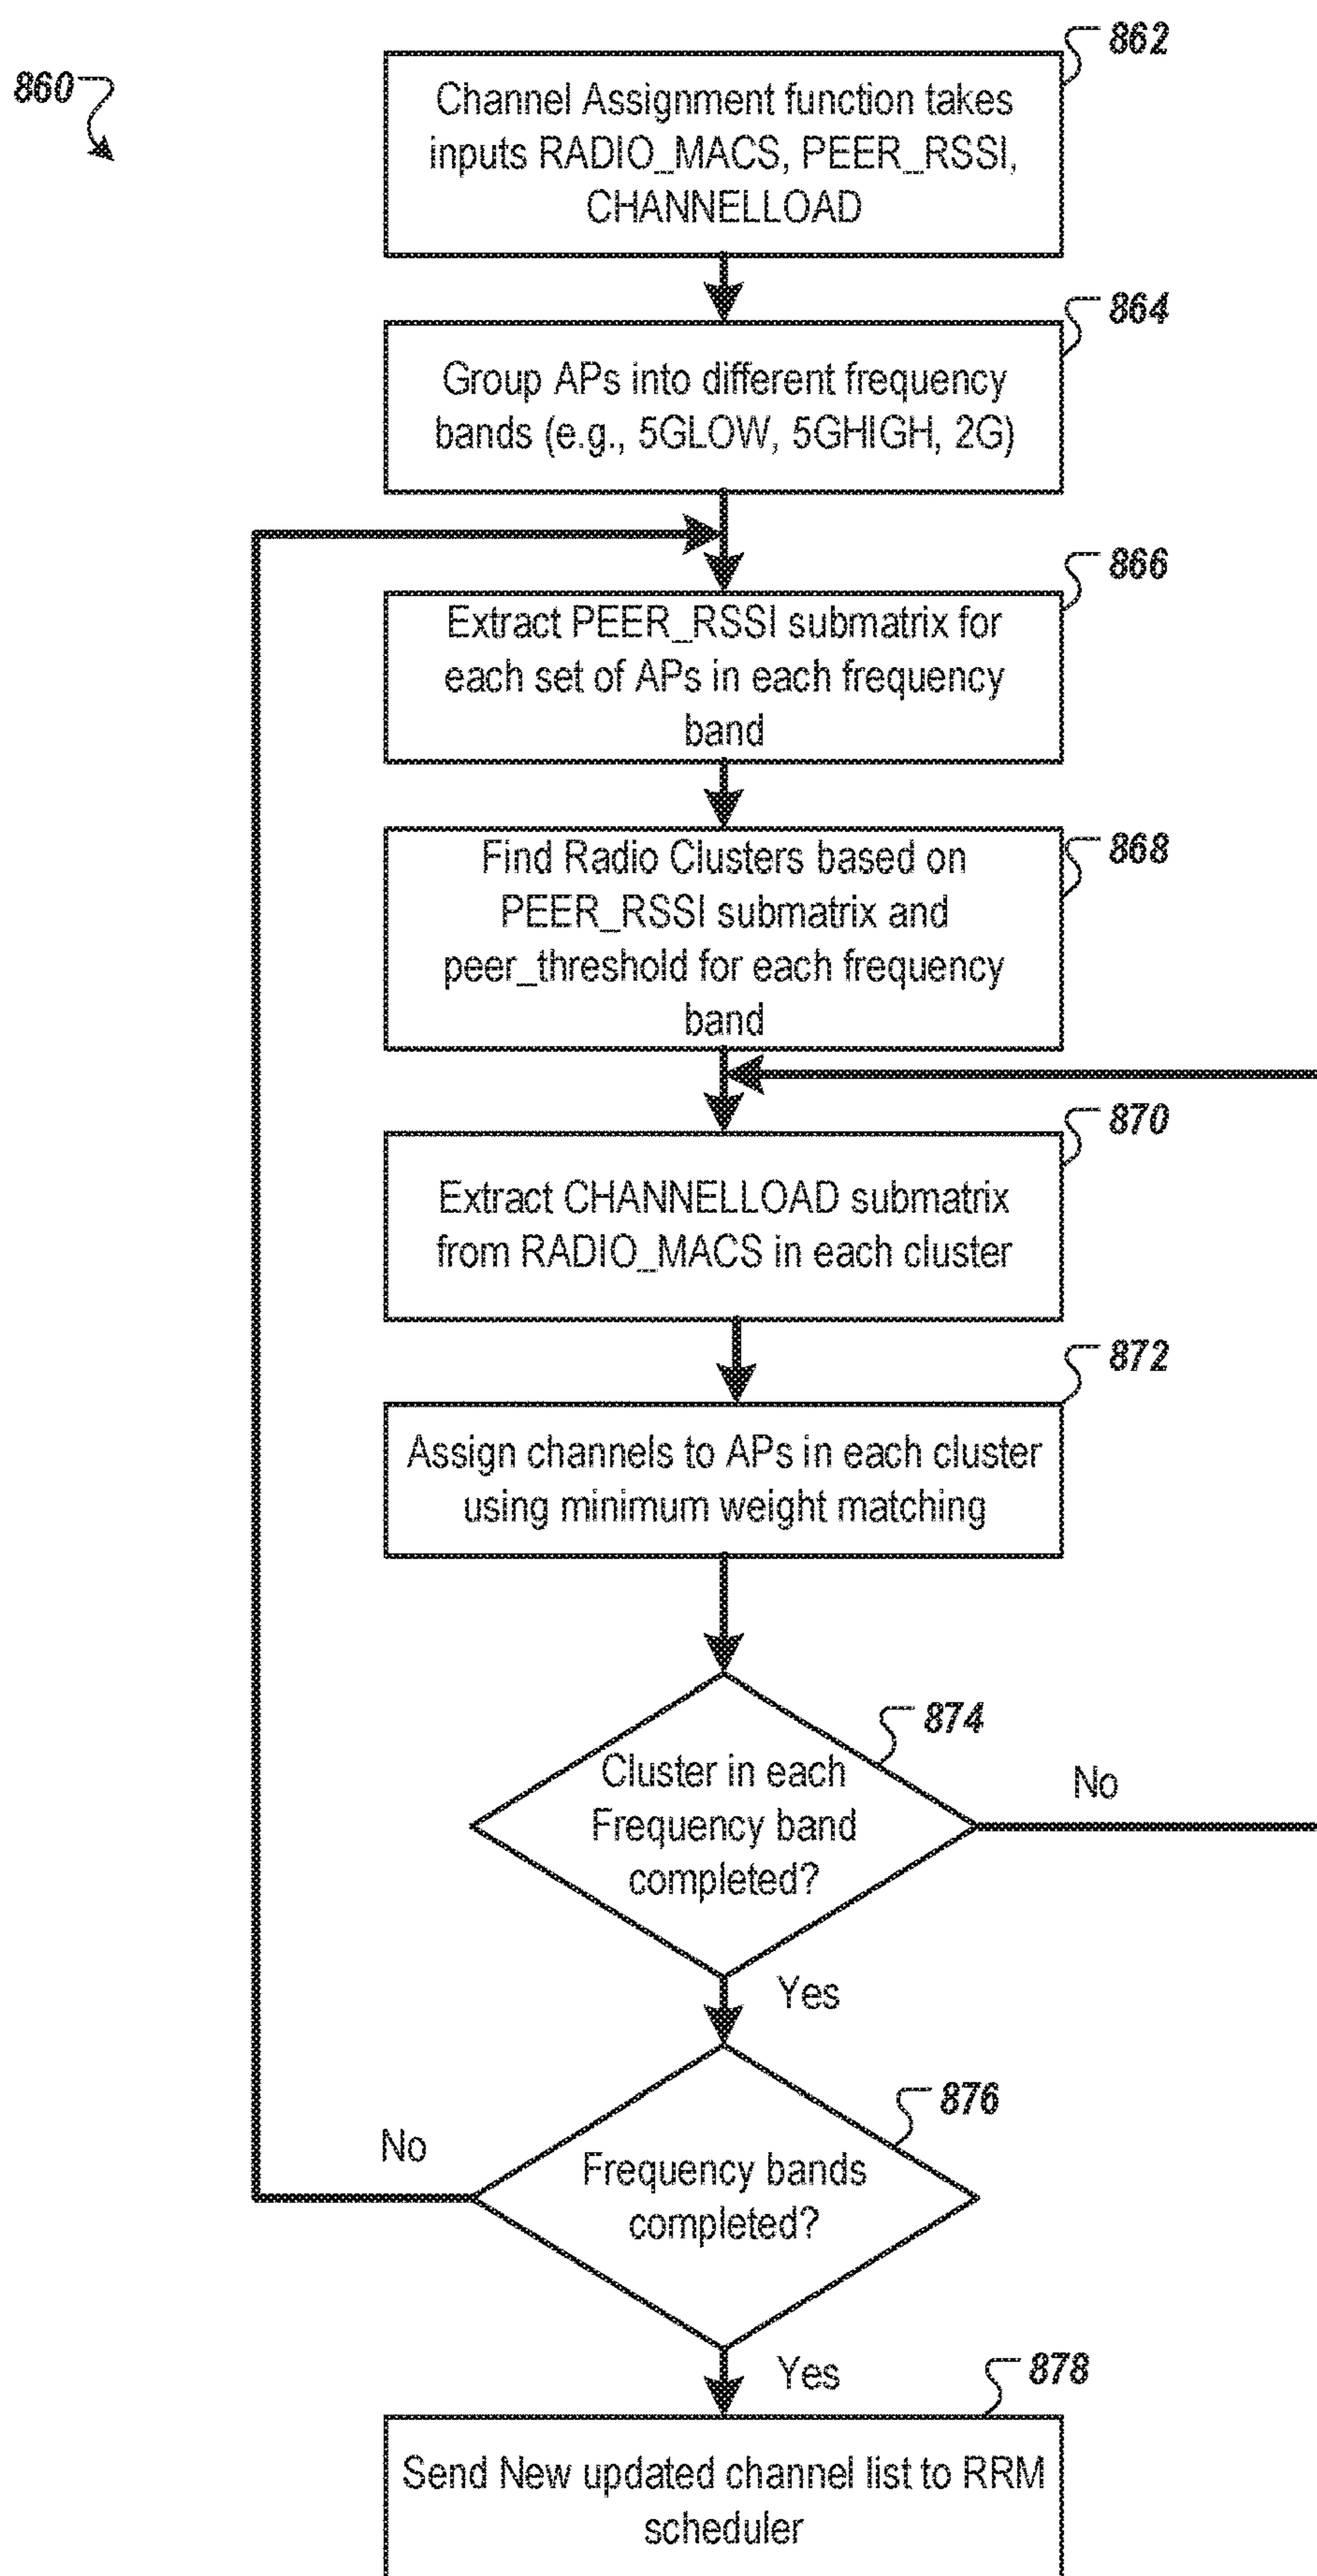 860
862
Channel Assignment function takes
inputs RADIO_MACS, PEER_RSSI,
CHANNELLOAD
864
Group APs into different frequency
bands (e.g., 5GLOW, 5GHIGH, 2G)
866
Extract PEER_RSSI submatrix for
each set of APs in each frequency
band
868
Find Radio Clusters based on
PEER_RSSI submatrix and
peer_threshold for each frequency
band
870
Extract CHANNELLOAD submatrix
from RADIO_MACS in each cluster
872
Assign channels to APs in each cluster
using minimum weight matching
874
Cluster in each
Frequency band
completed?
No
Yes
876
Frequency bands
completed?
No
Yes
878
Send New updated channel list to RRM
scheduler